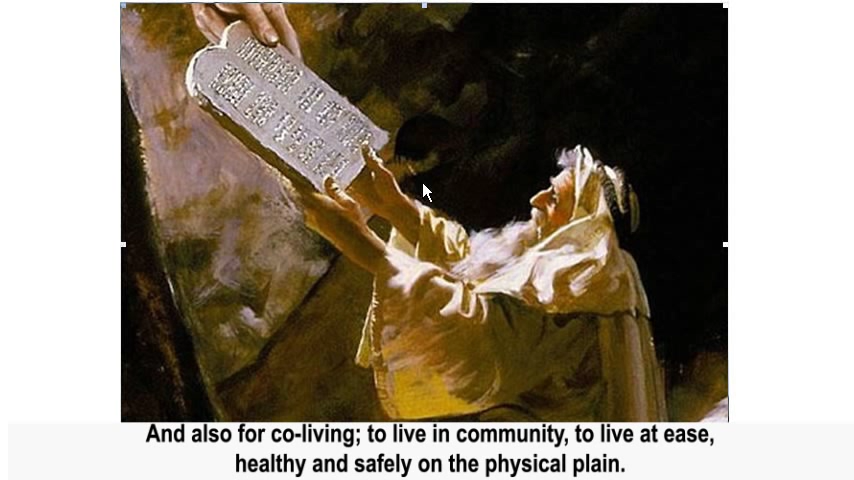 And also for co-living; to live in community, to live at ease,
healthy and safely on the physical plain.